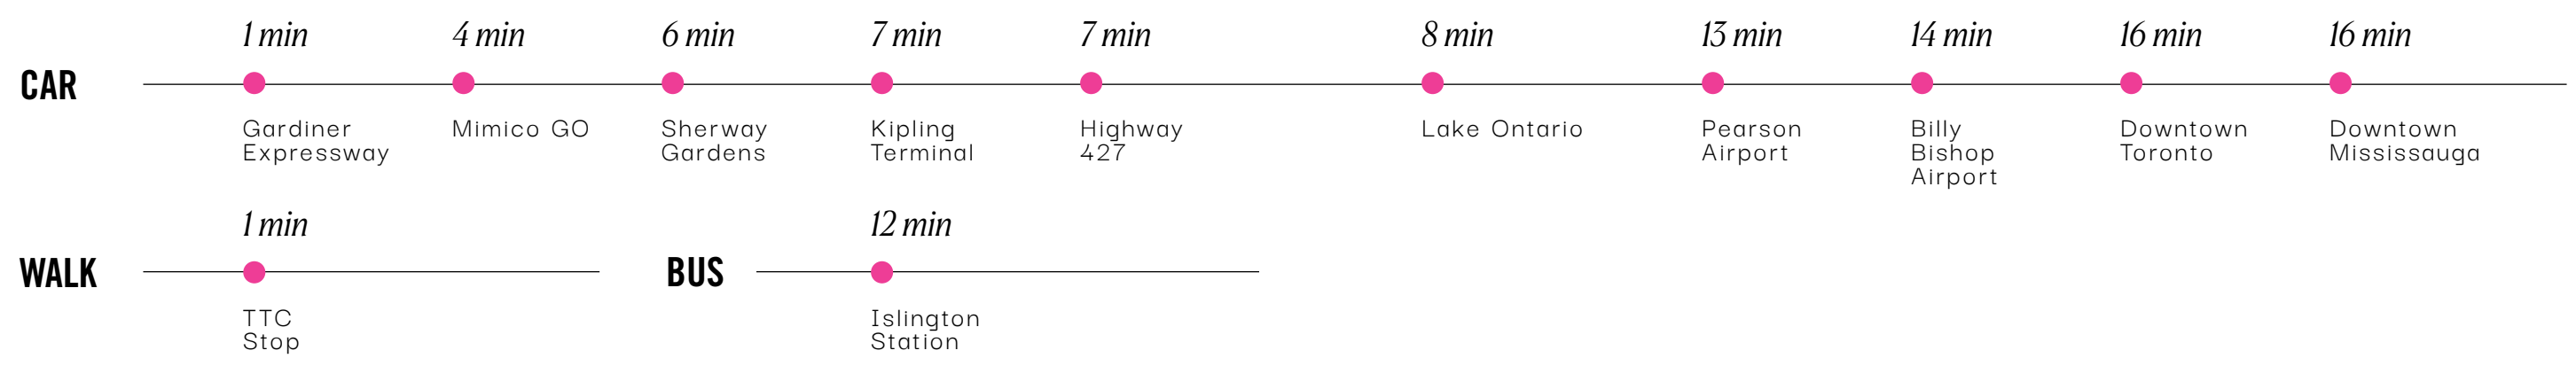 1 min 4 min 6 min 7 min 7 min 8 min 13 min 14 min 16 min 16 min
CAR
Gardiner Mimico GO Sherway Kipling Highway Lake Ontario Pearson Billy Downtown Downtown
Expressway Gardens Terminal 427 Airport Bishop Toronto Mississauga
Airport
1 min 12 min
WALK BUS
TTC Islington
Stop Station